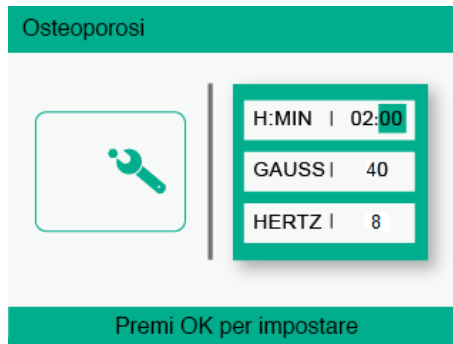 Osteoporosi
H:MIN | 02:00
GAUSS | 40
HERTZ | 8
Premi OK per impostare